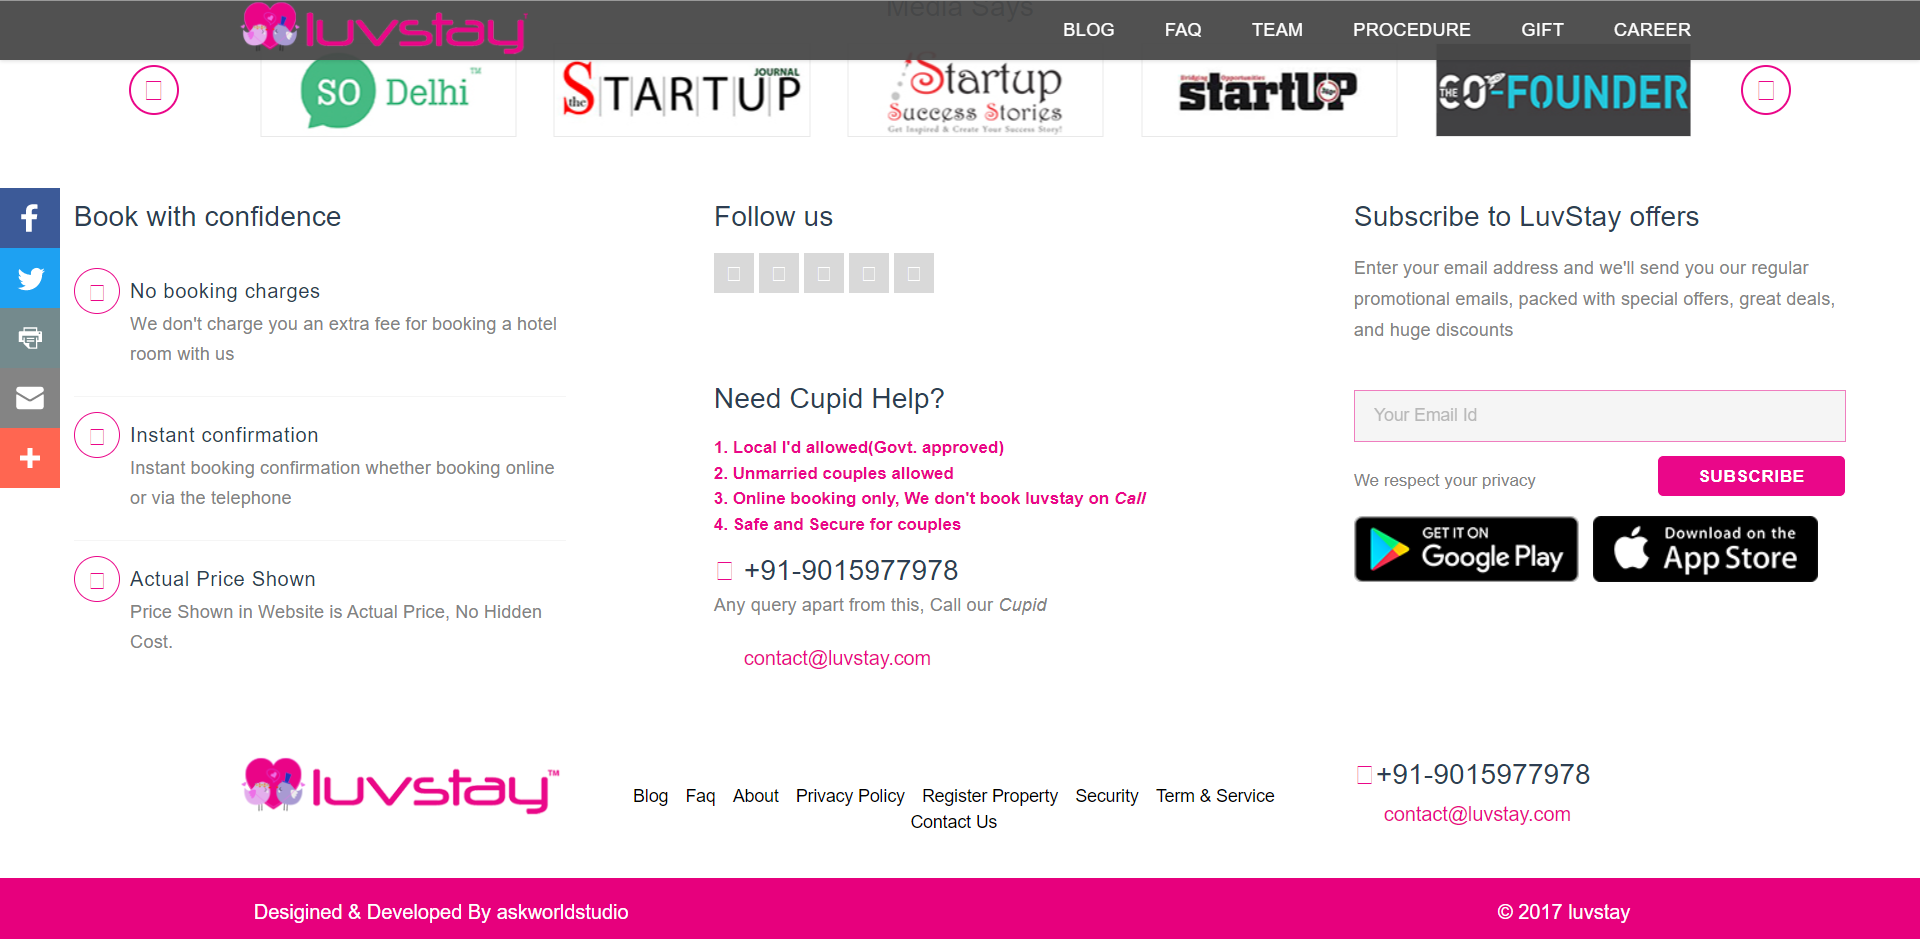 Media Says
luvstay
BLOG FAQ TEAM PROCEDURE GIFT CAREER
SO Delhi ™
the STARTUP JOURNAL
Startup Success Stories
Get Inspired & Create Your Success Story!
Bridging Opportunities
startUP 360°
THE CO-FOUNDER
Book with confidence
No booking charges
We don't charge you an extra fee for booking a hotel
room with us
Instant confirmation
Instant booking confirmation whether booking online
or via the telephone
Actual Price Shown
Price Shown in Website is Actual Price, No Hidden
Cost.
Follow us
Need Cupid Help?
1. Local I'd allowed(Govt. approved)
2. Unmarried couples allowed
3. Online booking only, We don't book luvstay on Call
4. Safe and Secure for couples
+91-9015977978
Any query apart from this, Call our Cupid
contact@luvstay.com
Subscribe to LuvStay offers
Enter your email address and we'll send you our regular
promotional emails, packed with special offers, great deals,
and huge discounts
Your Email Id
We respect your privacy
SUBSCRIBE
GET IT ON
Google Play
Download on the
App Store
luvstay™
Blog Faq About Privacy Policy Register Property Security Term & Service
Contact Us
+91-9015977978
contact@luvstay.com
Desigined & Developed By askworldstudio
© 2017 luvstay